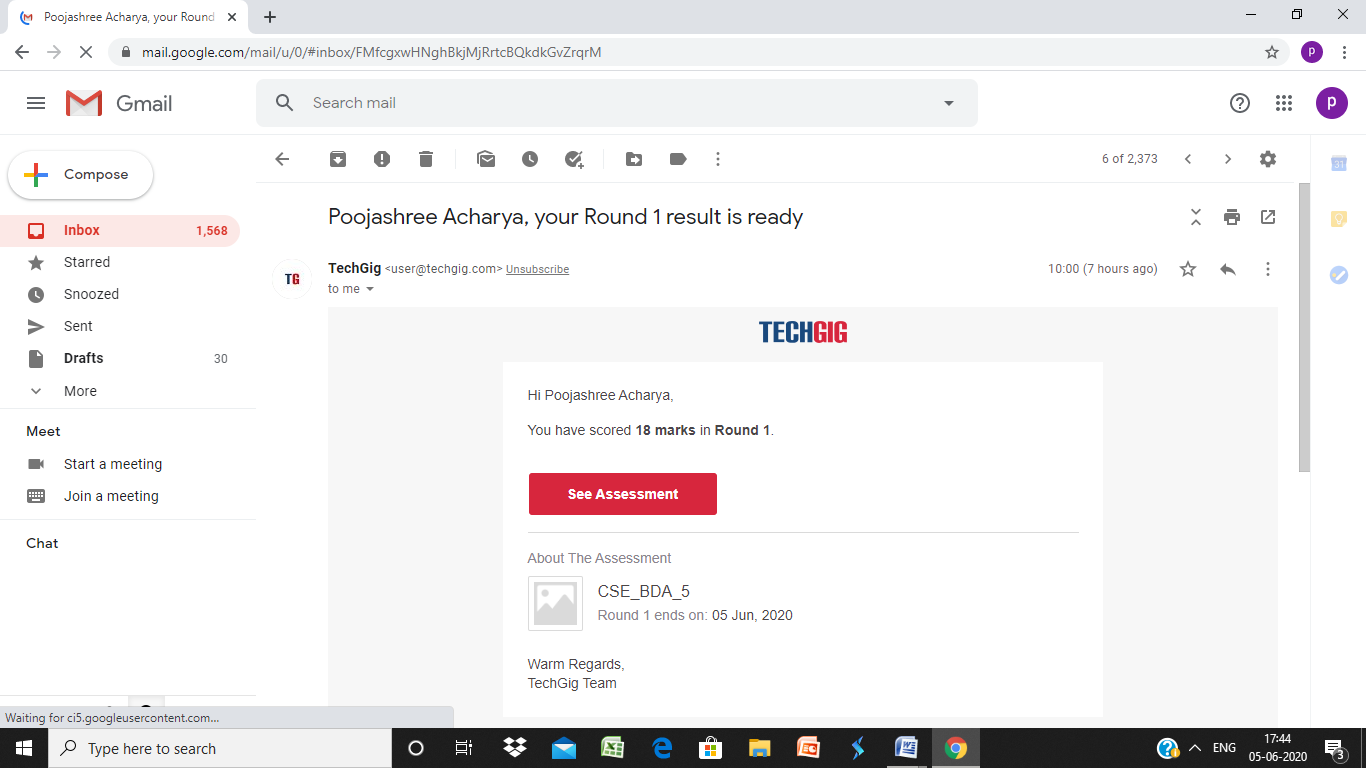 Poojashree Acharya, your Round
mail.google.com/mail/u/0/#inbox/FMfcgxwHNghBkjMjRrtcBQkdkGvZrqrM
p
Gmail
Search mail
p
Compose
6 of 2,373
31
Inbox 1,568
Starred
Snoozed
Sent
Drafts 30
More
Meet
Start a meeting
Join a meeting
Chat
Poojashree Acharya, your Round 1 result is ready
TG
TechGig <user@techgig.com> Unsubscribe
10:00 (7 hours ago)
to me
TECHGIG
Hi Poojashree Acharya,
You have scored 18 marks in Round 1.
See Assessment
About The Assessment
CSE_BDA_5
Round 1 ends on: 05 Jun, 2020
Warm Regards,
TechGig Team
Waiting for ci5.googleusercontent.com...
Type here to search
ENG
17:44
05-06-2020
3